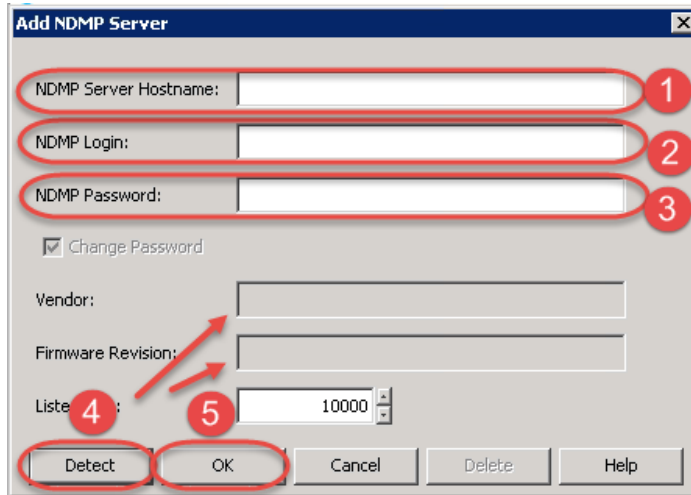 Add NDMP Server
NDMP Server Hostname:
1
NDMP Login:
2
NDMP Password:
3
Change Password
Vendor:
Firmware Revision:
4
5
10000
Detect OK Cancel Delete Help